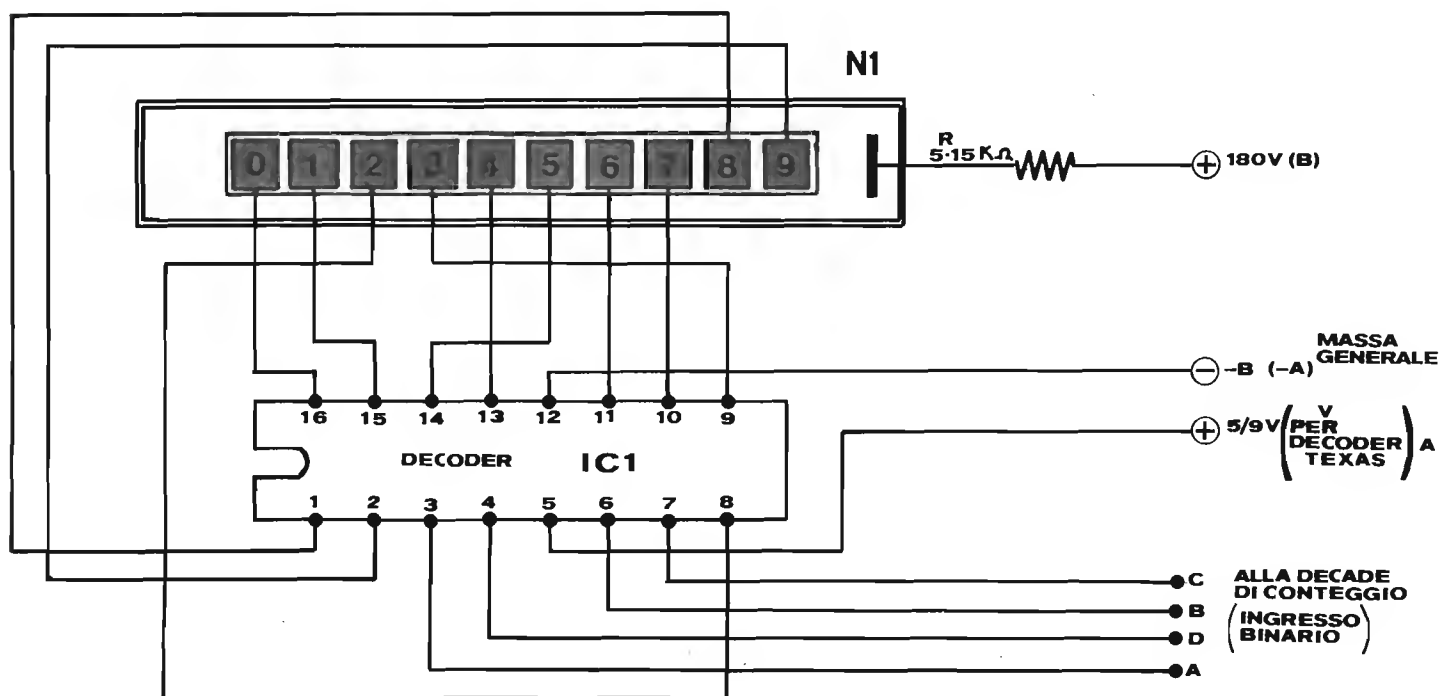 N1
R
5·15 KΩ
+ 180V (B)
0 1 2 3 4 5 6 7 8 9
MASSA
GENERALE
− -B (-A)
16 15 14 13 12 11 10 9
+ 5/9V ( V
PER
DECODER
TEXAS ) A
DECODER IC1
1 2 3 4 5 6 7 8
C ALLA DECADE
DI CONTEGGIO
B (INGRESSO
BINARIO)
D
A